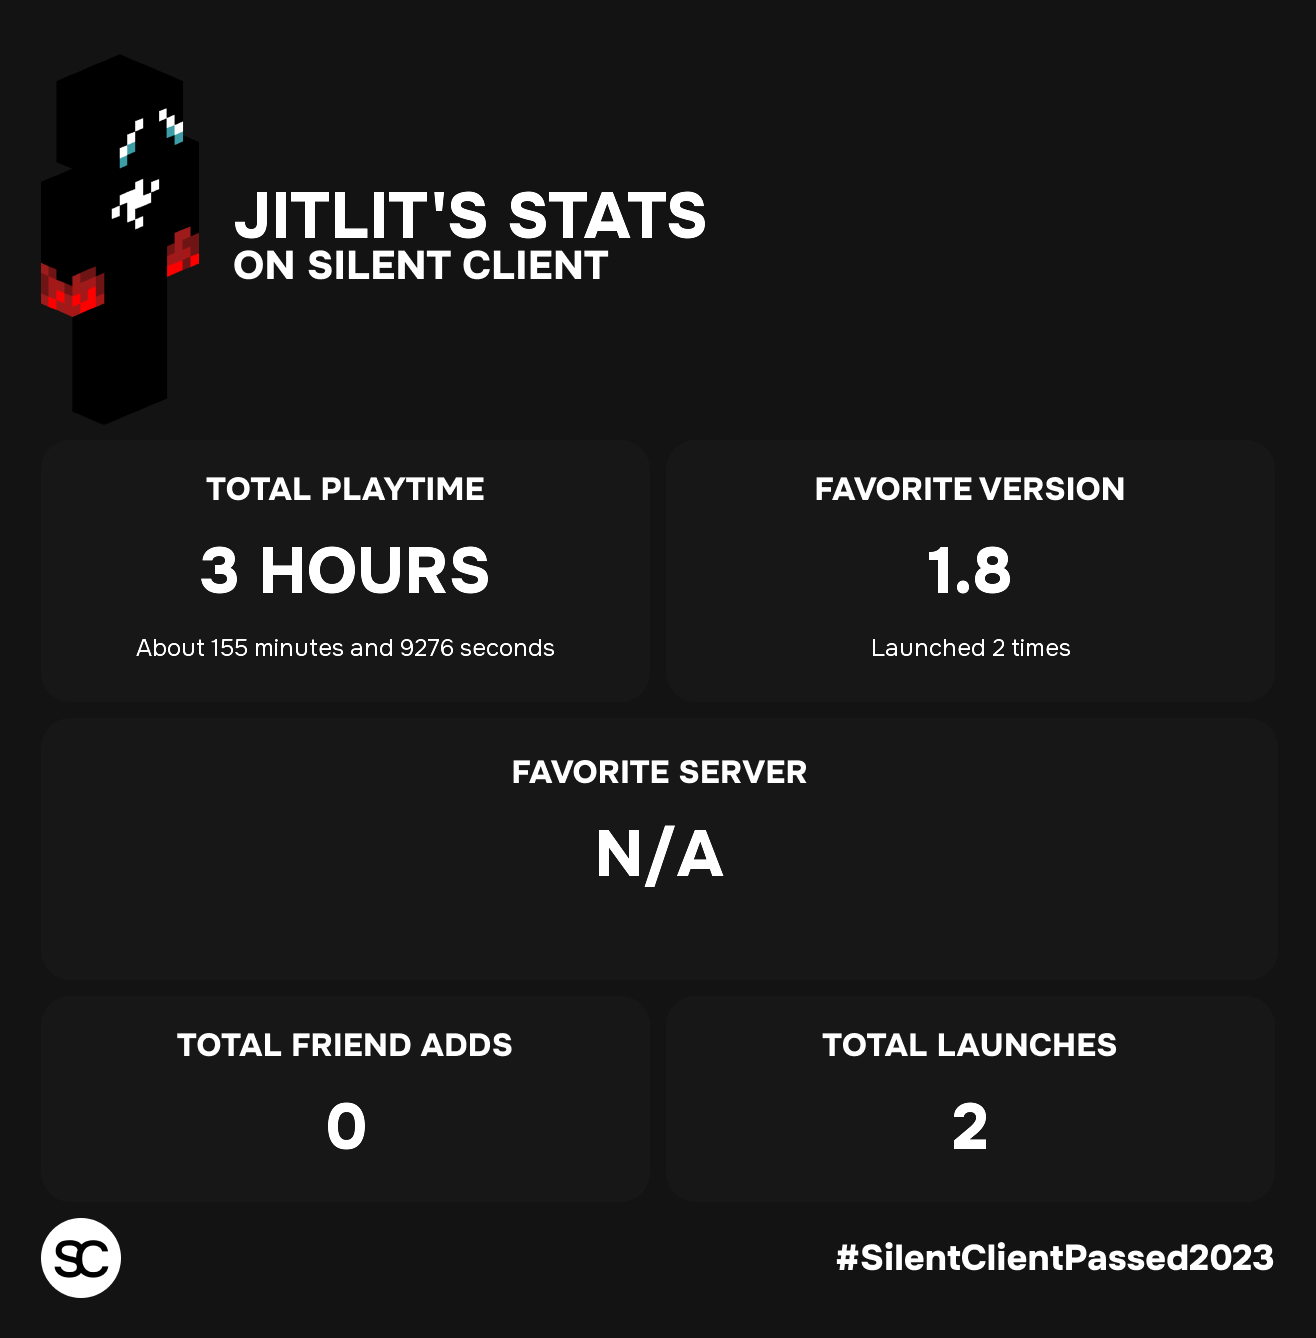 JITLIT'S STATS
ON SILENT CLIENT
TOTAL PLAYTIME
3 HOURS
About 155 minutes and 9276 seconds
FAVORITE VERSION
1.8
Launched 2 times
FAVORITE SERVER
N/A
TOTAL FRIEND ADDS
0
TOTAL LAUNCHES
2
SC
#SilentClientPassed2023